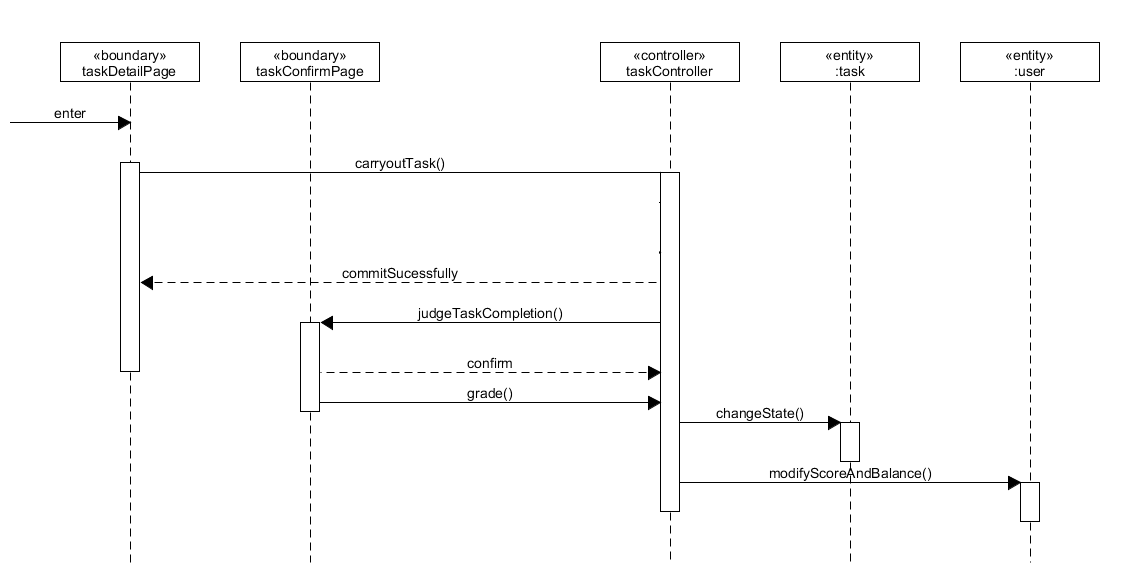 «boundary»
taskDetailPage
«boundary»
taskConfirmPage
«controller»
taskController
«entity»
:task
«entity»
:user
enter
carryoutTask()
commitSucessfully
judgeTaskCompletion()
confirm
grade()
changeState()
modifyScoreAndBalance()